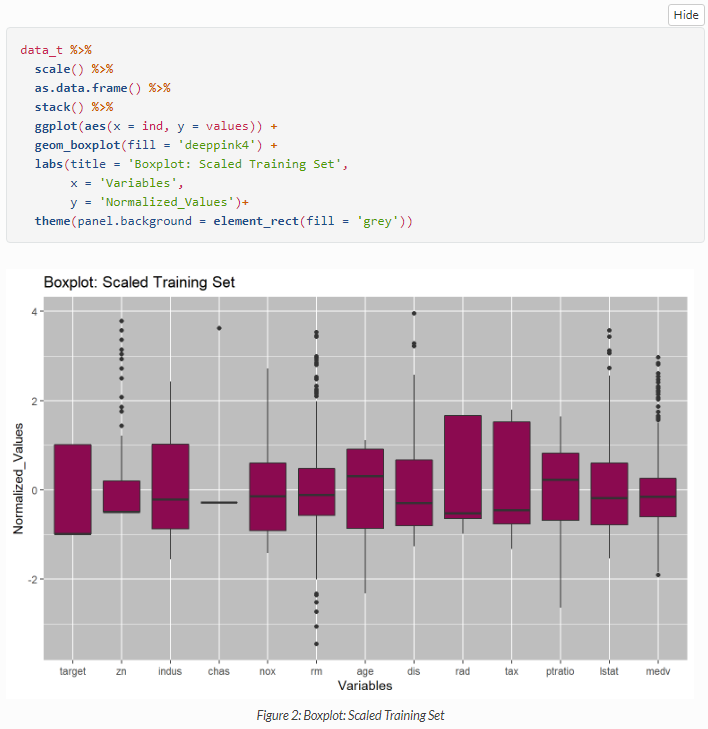 Hide
data_t %>%
scale() %>%
as.data.frame() %>%
stack() %>%
ggplot(aes(x = ind, y = values)) +
geom_boxplot(fill = 'deeppink4') +
labs(title = 'Boxplot: Scaled Training Set',
x = 'Variables',
y = 'Normalized_Values')+
theme(panel.background = element_rect(fill = 'grey'))
Boxplot: Scaled Training Set
Normalized_Values
4
2
0
-2
target zn indus chas nox rm age dis rad tax ptratio lstat medv
Variables
Figure 2: Boxplot: Scaled Training Set